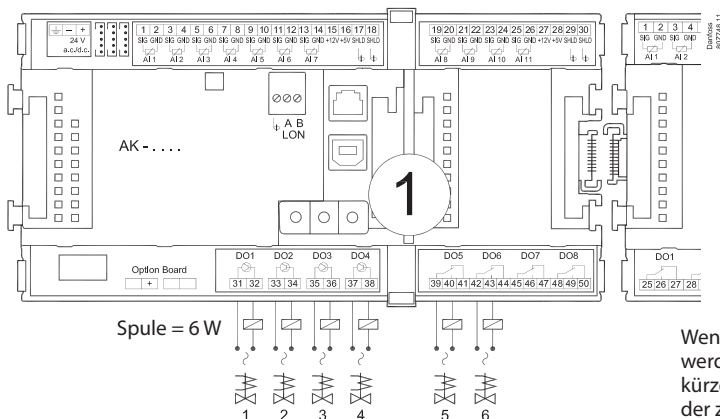 24 V
a.c./d.c.
1 2 3 4 5 6 7 8 9 10 11 12 13 14 15 16 17 18
SIG GND SIG GND SIG GND SIG GND SIG GND SIG GND SIG GND +12V +5V SHLD SHLD
AI 1 AI 2 AI 3 AI 4 AI 5 AI 6 AI 7
19 20 21 22 23 24 25 26 27 28 29 30
SIG GND SIG GND SIG GND SIG GND +12V +5V SHLD SHLD
AI 8 AI 9 AI 10 AI 11
1 2 3 4
SIG GND SIG GND
AI 1 AI 2
Danfoss
80Z748.11
A B
LON
AK - . . . .
1
Option Board
DO1 DO2 DO3 DO4
31 32 33 34 35 36 37 38
DO5 DO6 DO7 DO8
39 40 41 42 43 44 45 46 47 48 49 50
DO1
25 26 27 28
Spule = 6 W
1 2 3 4 5 6
Wen
werd
kürze
der z